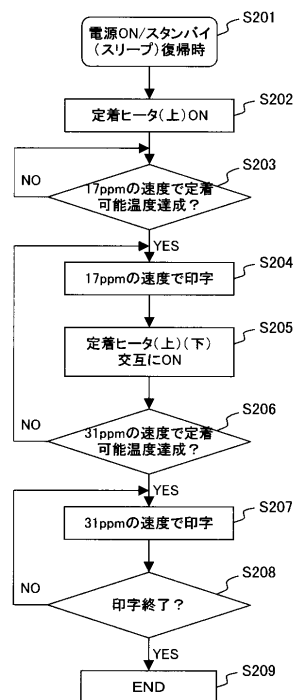 S201
電源ON/スタンバイ
(スリープ)復帰時
S202
定着ヒータ(上)ON
S203
17ppmの速度で定着
可能温度達成?
NO
YES
S204
17ppmの速度で印字
S205
定着ヒータ(上)(下)
交互にON
S206
31ppmの速度で定着
可能温度達成?
NO
YES
S207
31ppmの速度で印字
S208
印字終了?
NO
YES
S209
END